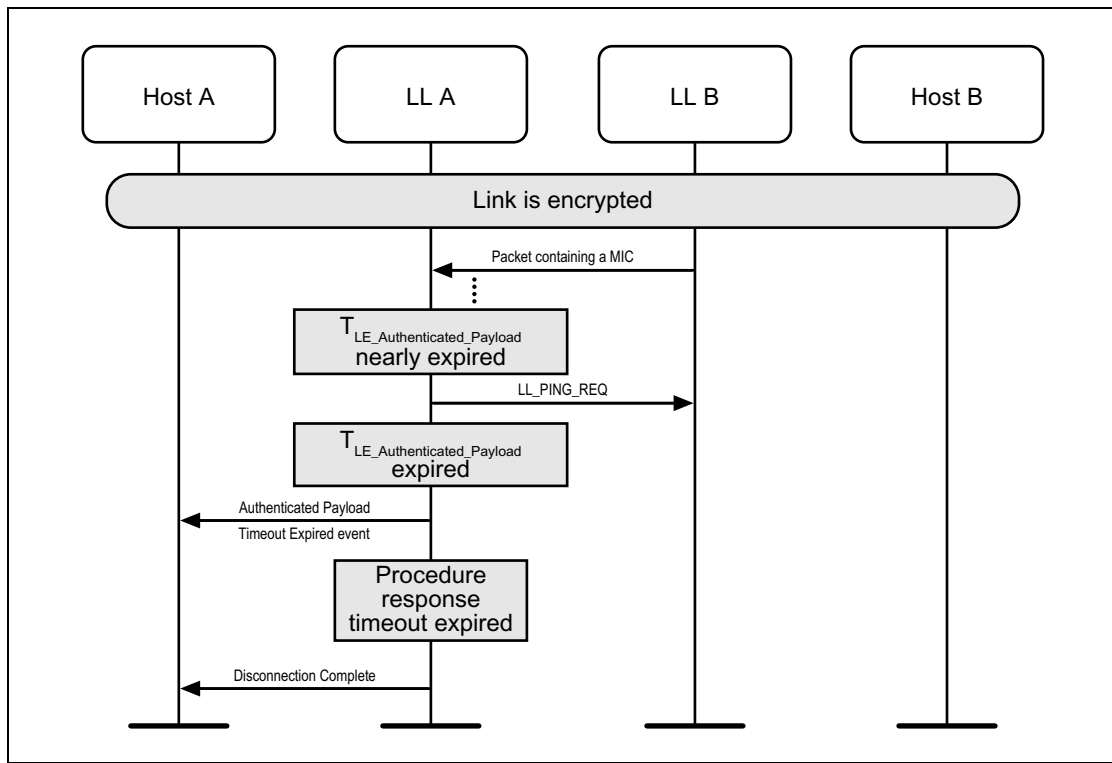 Host A
LL A
LL B
Host B
Link is encrypted
Packet containing a MIC
T LE_Authenticated_Payload
nearly expired
LL_PING_REQ
T LE_Authenticated_Payload
expired
Authenticated Payload
Timeout Expired event
Procedure
response
timeout expired
Disconnection Complete